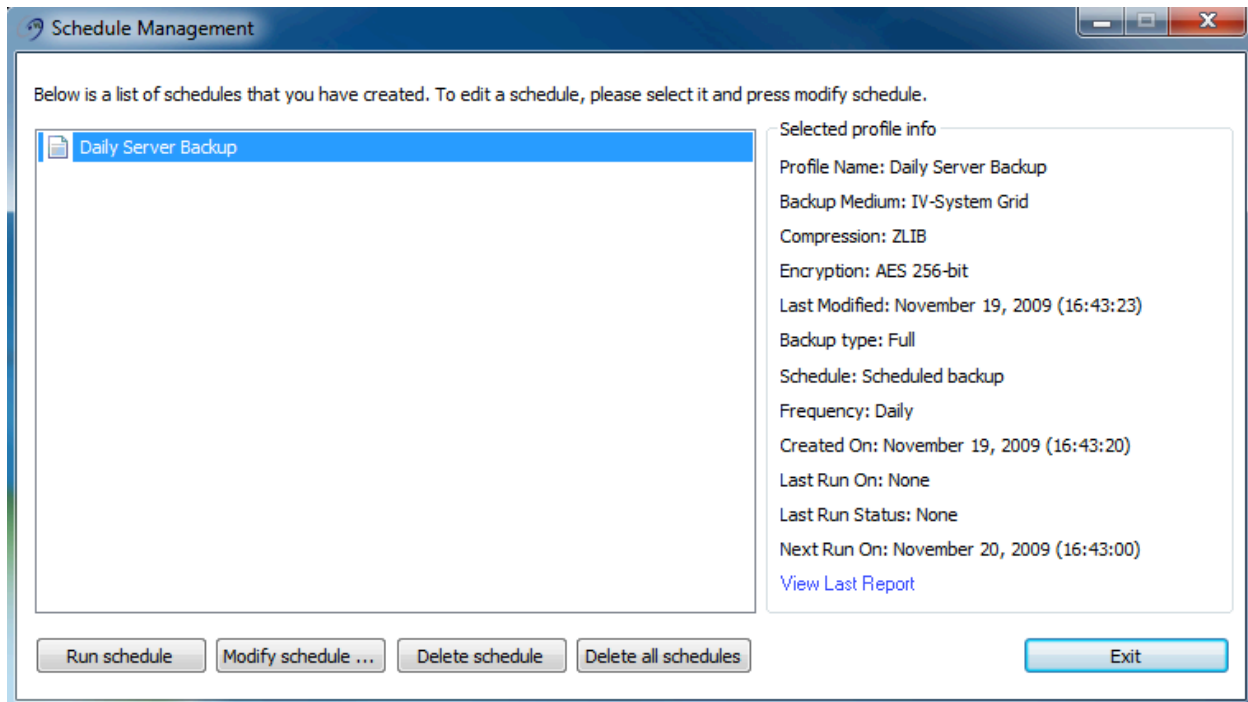 Schedule Management
Below is a list of schedules that you have created. To edit a schedule, please select it and press modify schedule.
Daily Server Backup
Selected profile info
Profile Name: Daily Server Backup
Backup Medium: IV-System Grid
Compression: ZLIB
Encryption: AES 256-bit
Last Modified: November 19, 2009 (16:43:23)
Backup type: Full
Schedule: Scheduled backup
Frequency: Daily
Created On: November 19, 2009 (16:43:20)
Last Run On: None
Last Run Status: None
Next Run On: November 20, 2009 (16:43:00)
View Last Report
Run schedule
Modify schedule ...
Delete schedule
Delete all schedules
Exit